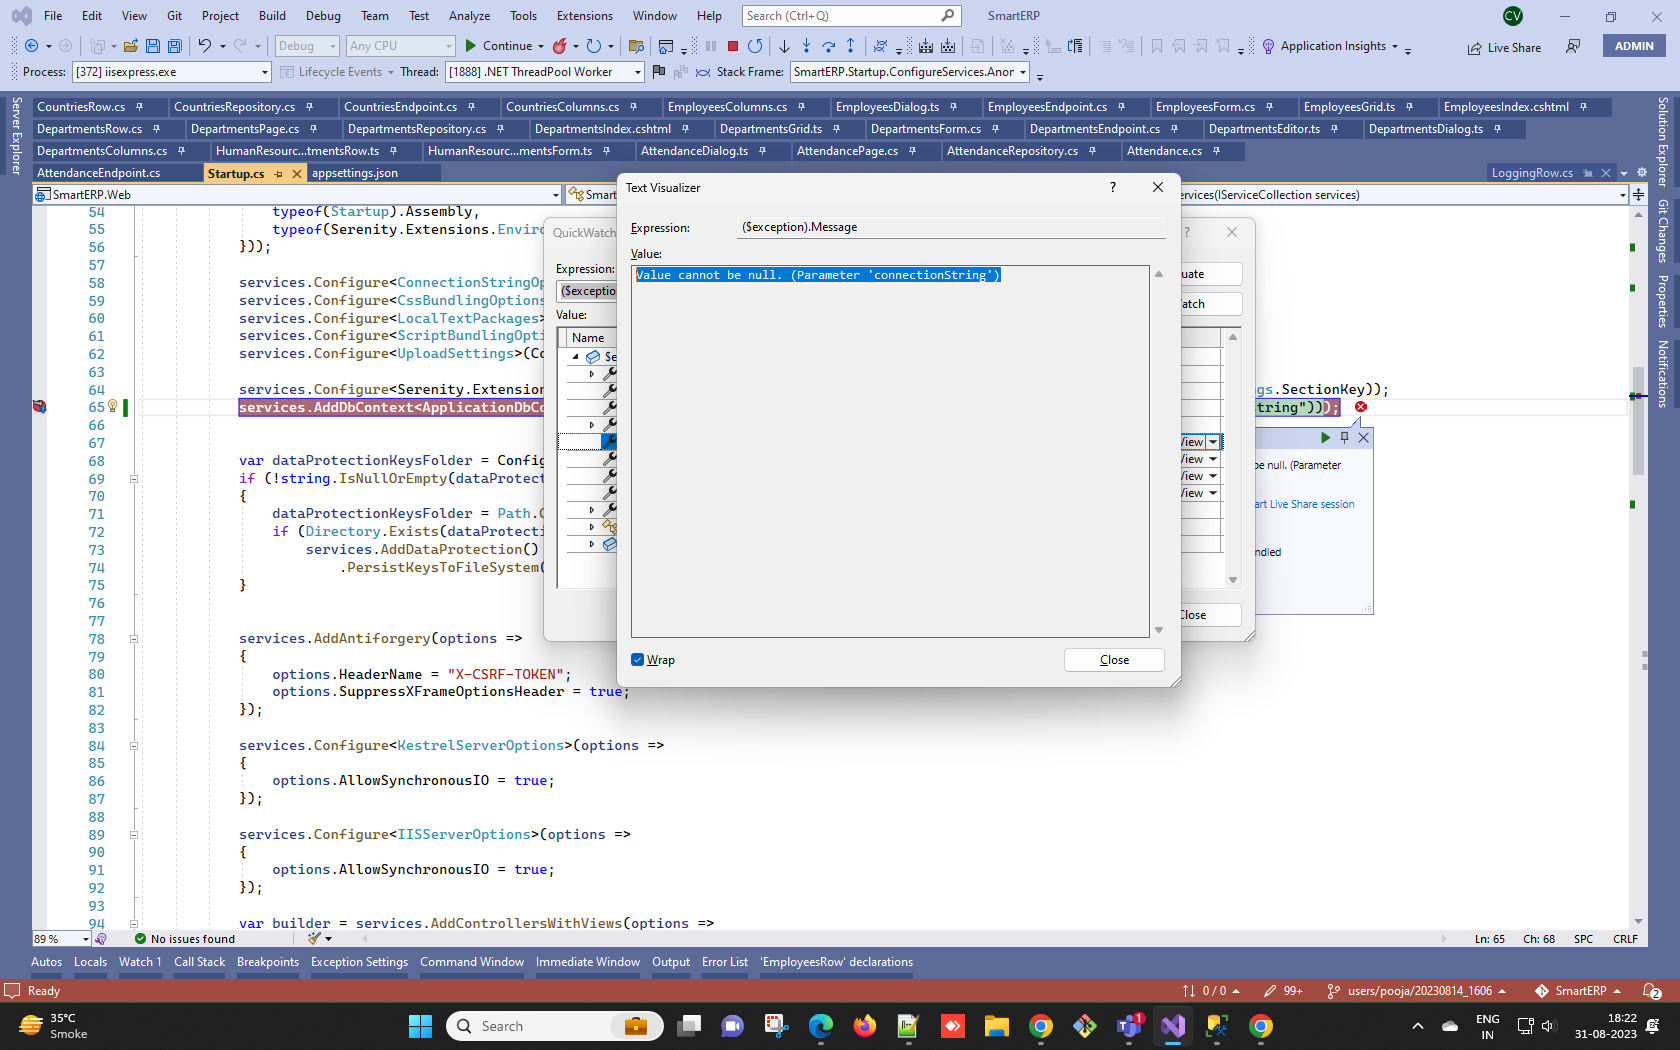 File Edit View Git Project Build Debug Team Test Analyze Tools Extensions Window Help Search (Ctrl+Q) SmartERP CV
Debug Any CPU Continue Application Insights Live Share ADMIN
Process: [372] iisexpress.exe Lifecycle Events Thread: [1888] .NET ThreadPool Worker Stack Frame: SmartERP.Startup.ConfigureServices.Anor
CountriesRow.cs CountriesRepository.cs CountriesEndpoint.cs CountriesColumns.cs EmployeesColumns.cs EmployeesDialog.ts EmployeesEndpoint.cs EmployeesForm.cs EmployeesGrid.ts EmployeesIndex.cshtml
DepartmentsRow.cs DepartmentsPage.cs DepartmentsRepository.cs DepartmentsIndex.cshtml DepartmentsGrid.ts DepartmentsForm.cs DepartmentsEndpoint.cs DepartmentsEditor.ts DepartmentsDialog.ts
DepartmentsColumns.cs HumanResourc...tmentsRow.ts HumanResourc...mentsForm.ts AttendanceDialog.ts AttendancePage.cs AttendanceRepository.cs Attendance.cs
AttendanceEndpoint.cs Startup.cs appsettings.json LoggingRow.cs
Server Explorer
Solution Explorer
Git Changes
Properties
Notifications
SmartERP.Web Smart ervices(IServiceCollection services)
54 typeof(Startup).Assembly,
55 typeof(Serenity.Extensions.Enviro
56 }));
57
58 services.Configure<ConnectionStringOp
59 services.Configure<CssBundlingOptions
60 services.Configure<LocalTextPackages>
61 services.Configure<ScriptBundlingOpti
62 services.Configure<UploadSettings>(Co
63
64 services.Configure<Serenity.Extension gs.SectionKey));
65 services.AddDbContext<ApplicationDbCo tring")));
66
67
68 var dataProtectionKeysFolder = Config
69 if (!string.IsNullOrEmpty(dataProtect
70 {
71 dataProtectionKeysFolder = Path.C
72 if (Directory.Exists(dataProtecti
73 services.AddDataProtection()
74 .PersistKeysToFileSystem(
75 }
76
77
78 services.AddAntiforgery(options =>
79 {
80 options.HeaderName = "X-CSRF-TOKEN";
81 options.SuppressXFrameOptionsHeader = true;
82 });
83
84 services.Configure<KestrelServerOptions>(options =>
85 {
86 options.AllowSynchronousIO = true;
87 });
88
89 services.Configure<IISServerOptions>(options =>
90 {
91 options.AllowSynchronousIO = true;
92 });
93
94 var builder = services.AddControllersWithViews(options =>
QuickWatch ?
Expression:
($exceptio
Value:
Name
$e
uate
atch
View
View
View
View
Close
Text Visualizer ?
Expression: ($exception).Message
Value:
Value cannot be null. (Parameter 'connectionString')
Wrap Close
be null. (Parameter
art Live Share session
ndled
89 % No issues found Ln: 65 Ch: 68 SPC CRLF
Autos Locals Watch 1 Call Stack Breakpoints Exception Settings Command Window Immediate Window Output Error List 'EmployeesRow' declarations
Ready 0 / 0 99+ users/pooja/20230814_1606 SmartERP 2
35°C
Smoke
Search
1
ENG
IN
18:22
31-08-2023